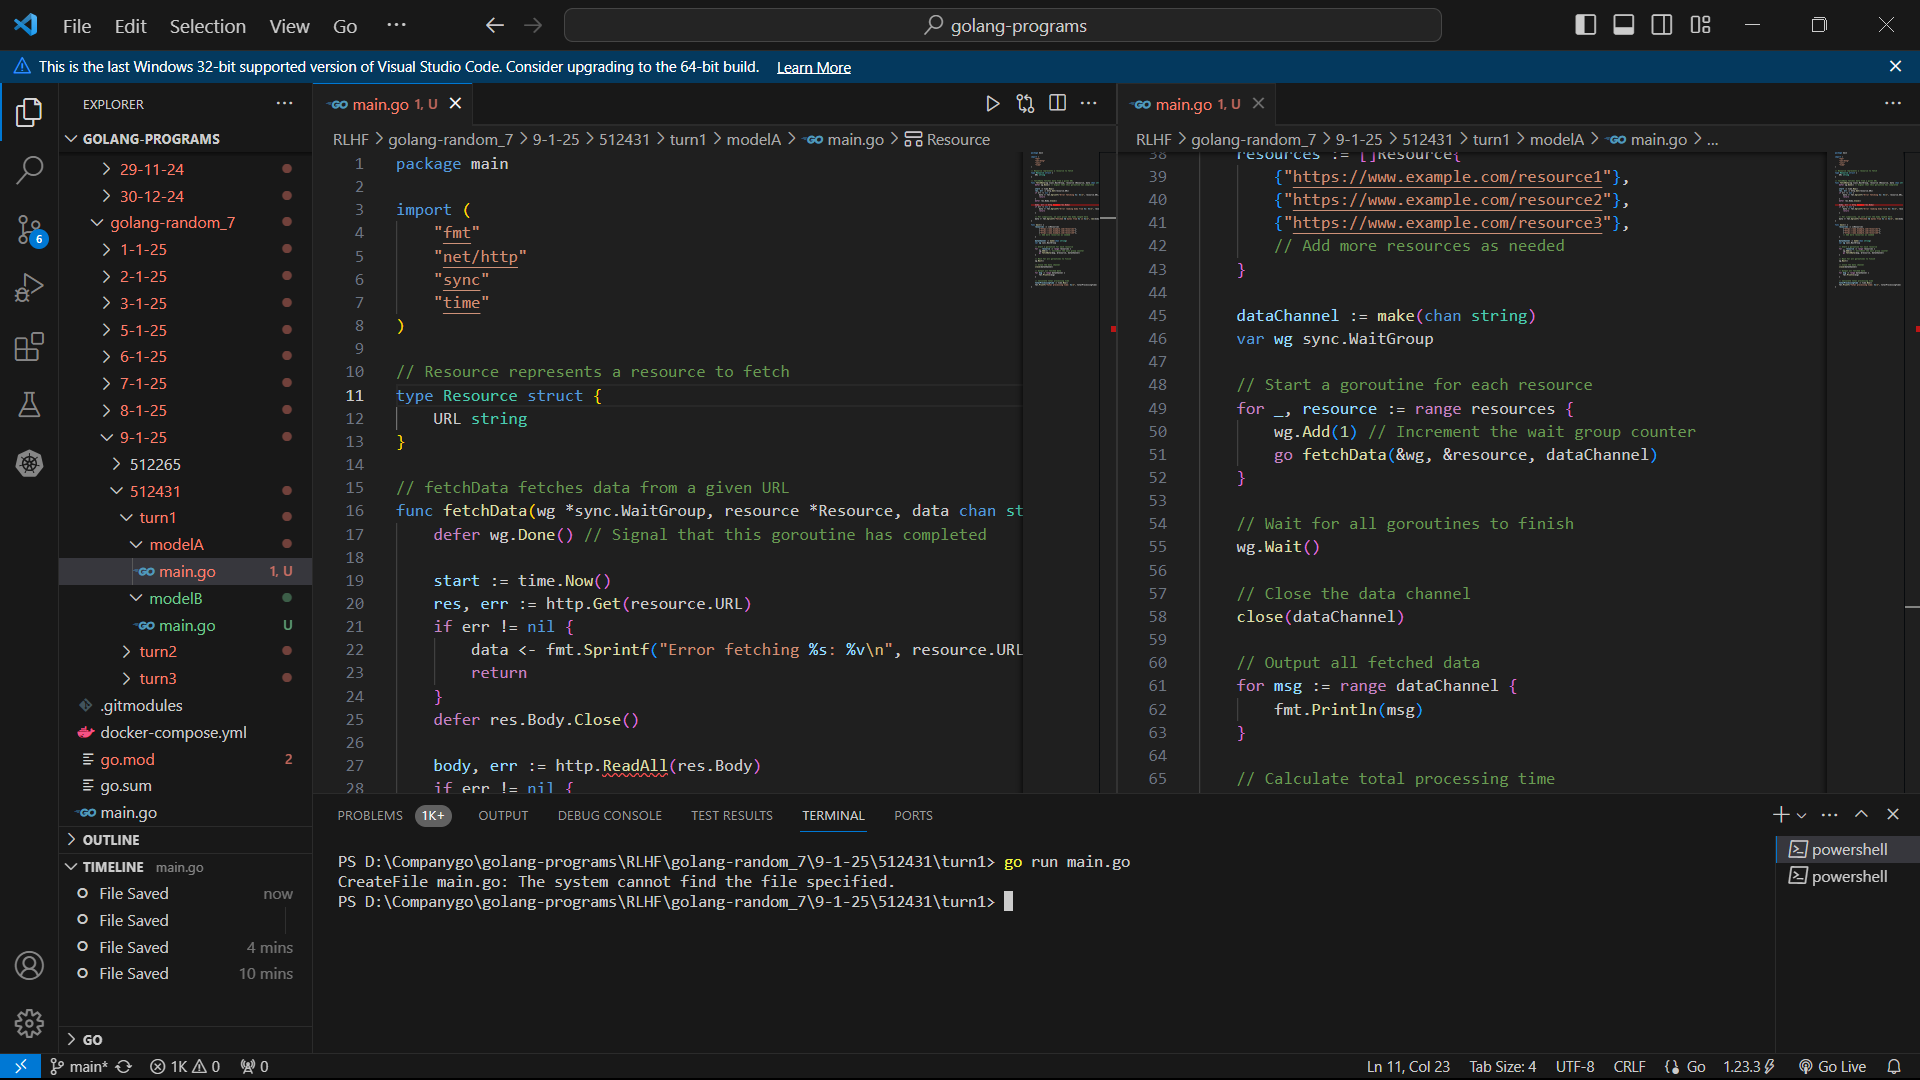 File Edit Selection View Go ···
golang-programs
This is the last Windows 32-bit supported version of Visual Studio Code. Consider upgrading to the 64-bit build. Learn More
EXPLORER
GOLANG-PROGRAMS
29-11-24
30-12-24
golang-random_7
1-1-25
2-1-25
3-1-25
5-1-25
6-1-25
7-1-25
8-1-25
9-1-25
512265
512431
turn1
modelA
main.go 1, U
modelB
main.go U
turn2
turn3
.gitmodules
docker-compose.yml
go.mod 2
go.sum
main.go
OUTLINE
TIMELINE main.go
File Saved now
File Saved
File Saved 4 mins
File Saved 10 mins
GO
6
main.go 1, U
RLHF > golang-random_7 > 9-1-25 > 512431 > turn1 > modelA > main.go > Resource
1 package main
2
3 import (
4 "fmt"
5 "net/http"
6 "sync"
7 "time"
8 )
9
10 // Resource represents a resource to fetch
11 type Resource struct {
12 URL string
13 }
14
15 // fetchData fetches data from a given URL
16 func fetchData(wg *sync.WaitGroup, resource *Resource, data chan st
17 defer wg.Done() // Signal that this goroutine has completed
18
19 start := time.Now()
20 res, err := http.Get(resource.URL)
21 if err != nil {
22 data <- fmt.Sprintf("Error fetching %s: %v\n", resource.URL
23 return
24 }
25 defer res.Body.Close()
26
27 body, err := http.ReadAll(res.Body)
28 if err != nil {
main.go 1, U
RLHF > golang-random_7 > 9-1-25 > 512431 > turn1 > modelA > main.go > ...
38 resources := []Resource{
39 {"https://www.example.com/resource1"},
40 {"https://www.example.com/resource2"},
41 {"https://www.example.com/resource3"},
42 // Add more resources as needed
43 }
44
45 dataChannel := make(chan string)
46 var wg sync.WaitGroup
47
48 // Start a goroutine for each resource
49 for _, resource := range resources {
50 wg.Add(1) // Increment the wait group counter
51 go fetchData(&wg, &resource, dataChannel)
52 }
53
54 // Wait for all goroutines to finish
55 wg.Wait()
56
57 // Close the data channel
58 close(dataChannel)
59
60 // Output all fetched data
61 for msg := range dataChannel {
62 fmt.Println(msg)
63 }
64
65 // Calculate total processing time
PROBLEMS 1K+ OUTPUT DEBUG CONSOLE TEST RESULTS TERMINAL PORTS
PS D:\Companygo\golang-programs\RLHF\golang-random_7\9-1-25\512431\turn1> go run main.go
CreateFile main.go: The system cannot find the file specified.
PS D:\Companygo\golang-programs\RLHF\golang-random_7\9-1-25\512431\turn1>
powershell
powershell
main* 1K 0 0 Ln 11, Col 23 Tab Size: 4 UTF-8 CRLF Go 1.23.3 Go Live